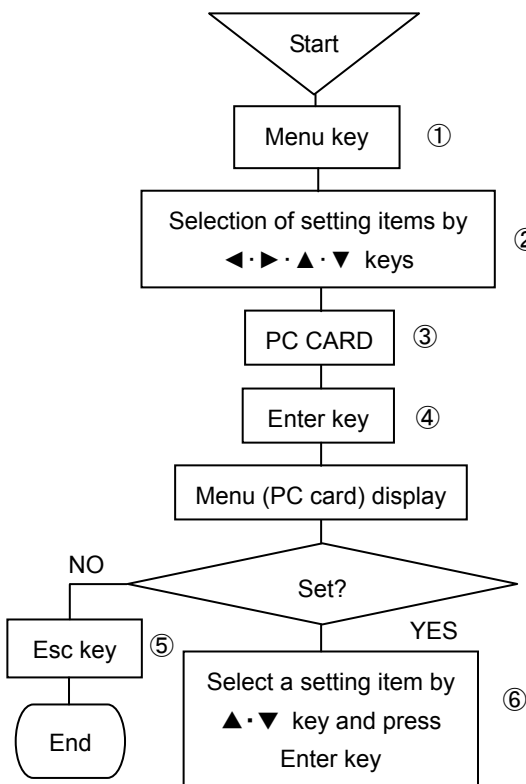 Start
Menu key ①
Selection of setting items by
◄·►·▲·▼ keys ②
PC CARD ③
Enter key ④
Menu (PC card) display
Set?
NO
YES
Esc key ⑤
End
Select a setting item by
▲·▼ key and press ⑥
Enter key